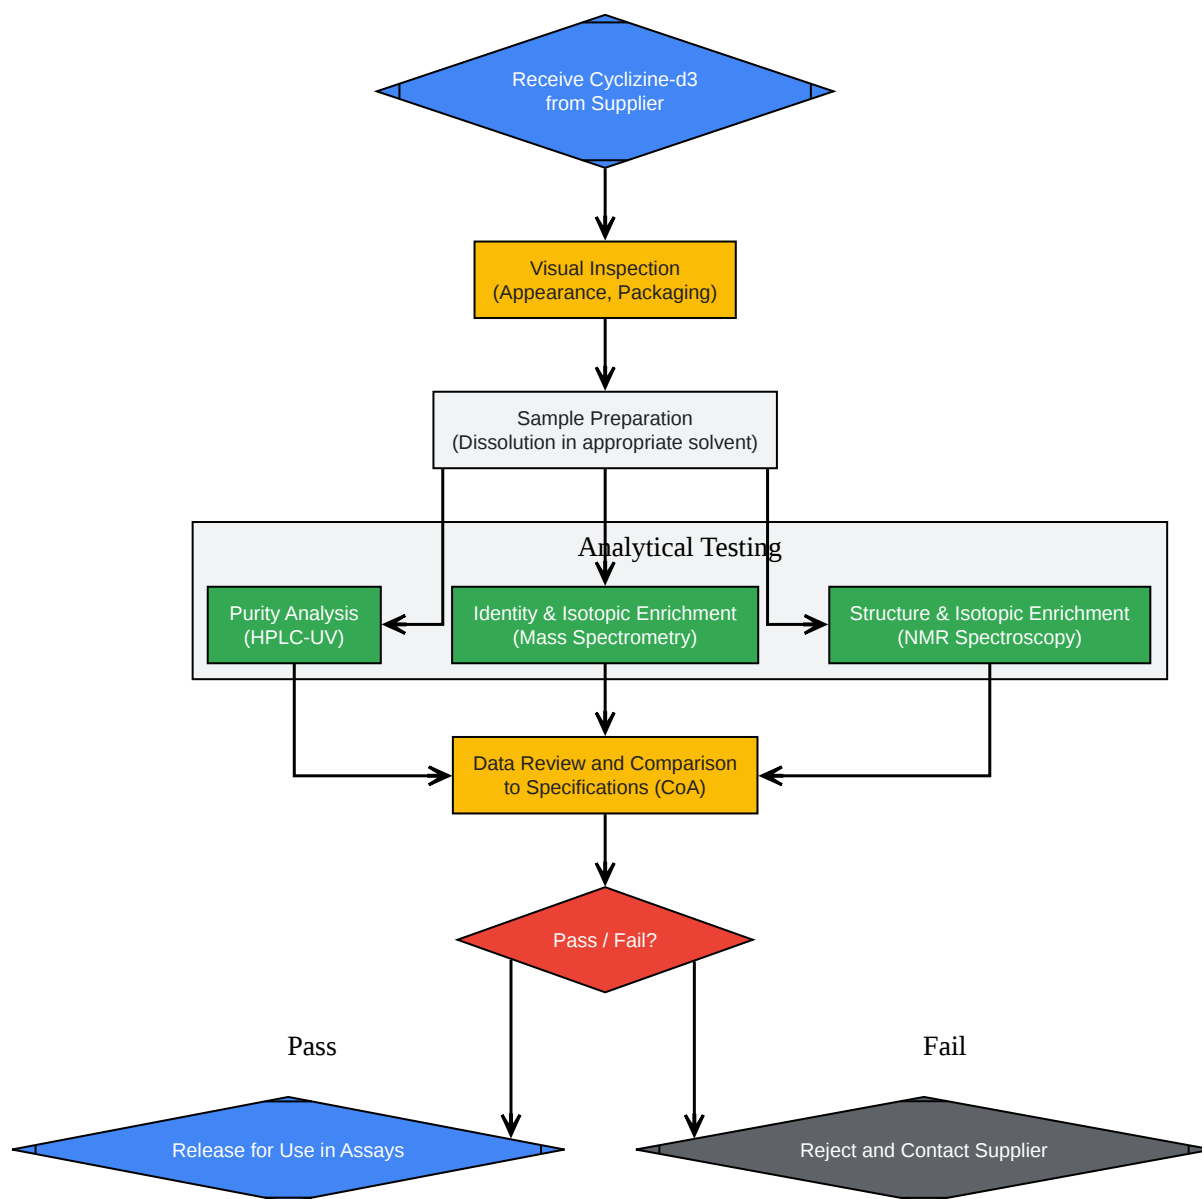 Receive Cyclizine-d3
from Supplier
Visual Inspection
(Appearance, Packaging)
Sample Preparation
(Dissolution in appropriate solvent)
Analytical Testing
Purity Analysis
(HPLC-UV)
Identity & Isotopic Enrichment
(Mass Spectrometry)
Structure & Isotopic Enrichment
(NMR Spectroscopy)
Data Review and Comparison
to Specifications (CoA)
Pass / Fail?
Pass
Fail
Release for Use in Assays
Reject and Contact Supplier